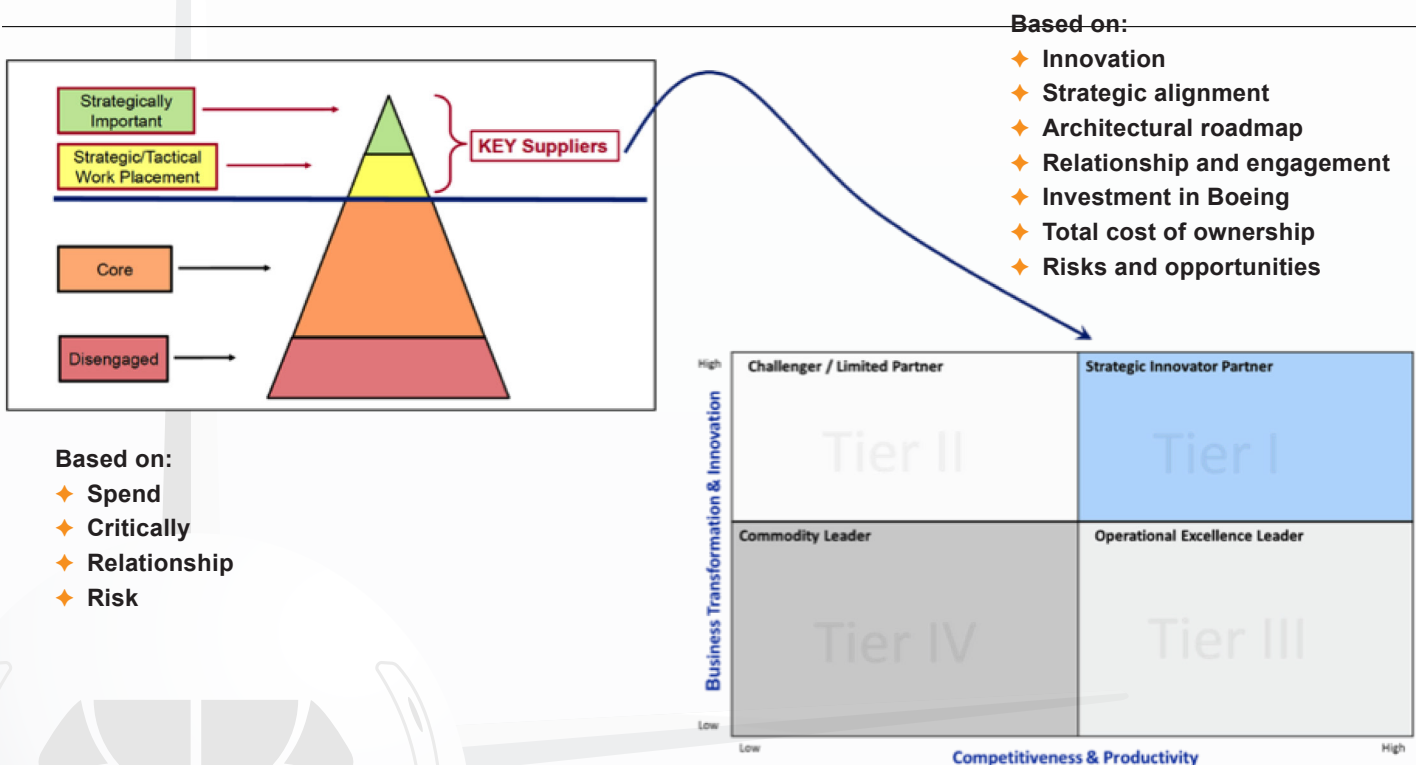 Based on:
✦ Innovation
✦ Strategic alignment
✦ Architectural roadmap
✦ Relationship and engagement
✦ Investment in Boeing
✦ Total cost of ownership
✦ Risks and opportunities
Strategically
Important
Strategic/Tactical
Work Placement
KEY Suppliers
Core
Disengaged
Based on:
✦ Spend
✦ Critically
✦ Relationship
✦ Risk
High
Business Transformation & Innovation
Low
Challenger / Limited Partner
Tier II
Strategic Innovator Partner
Tier I
Commodity Leader
Tier IV
Operational Excellence Leader
Tier III
Low
Competitiveness & Productivity
High